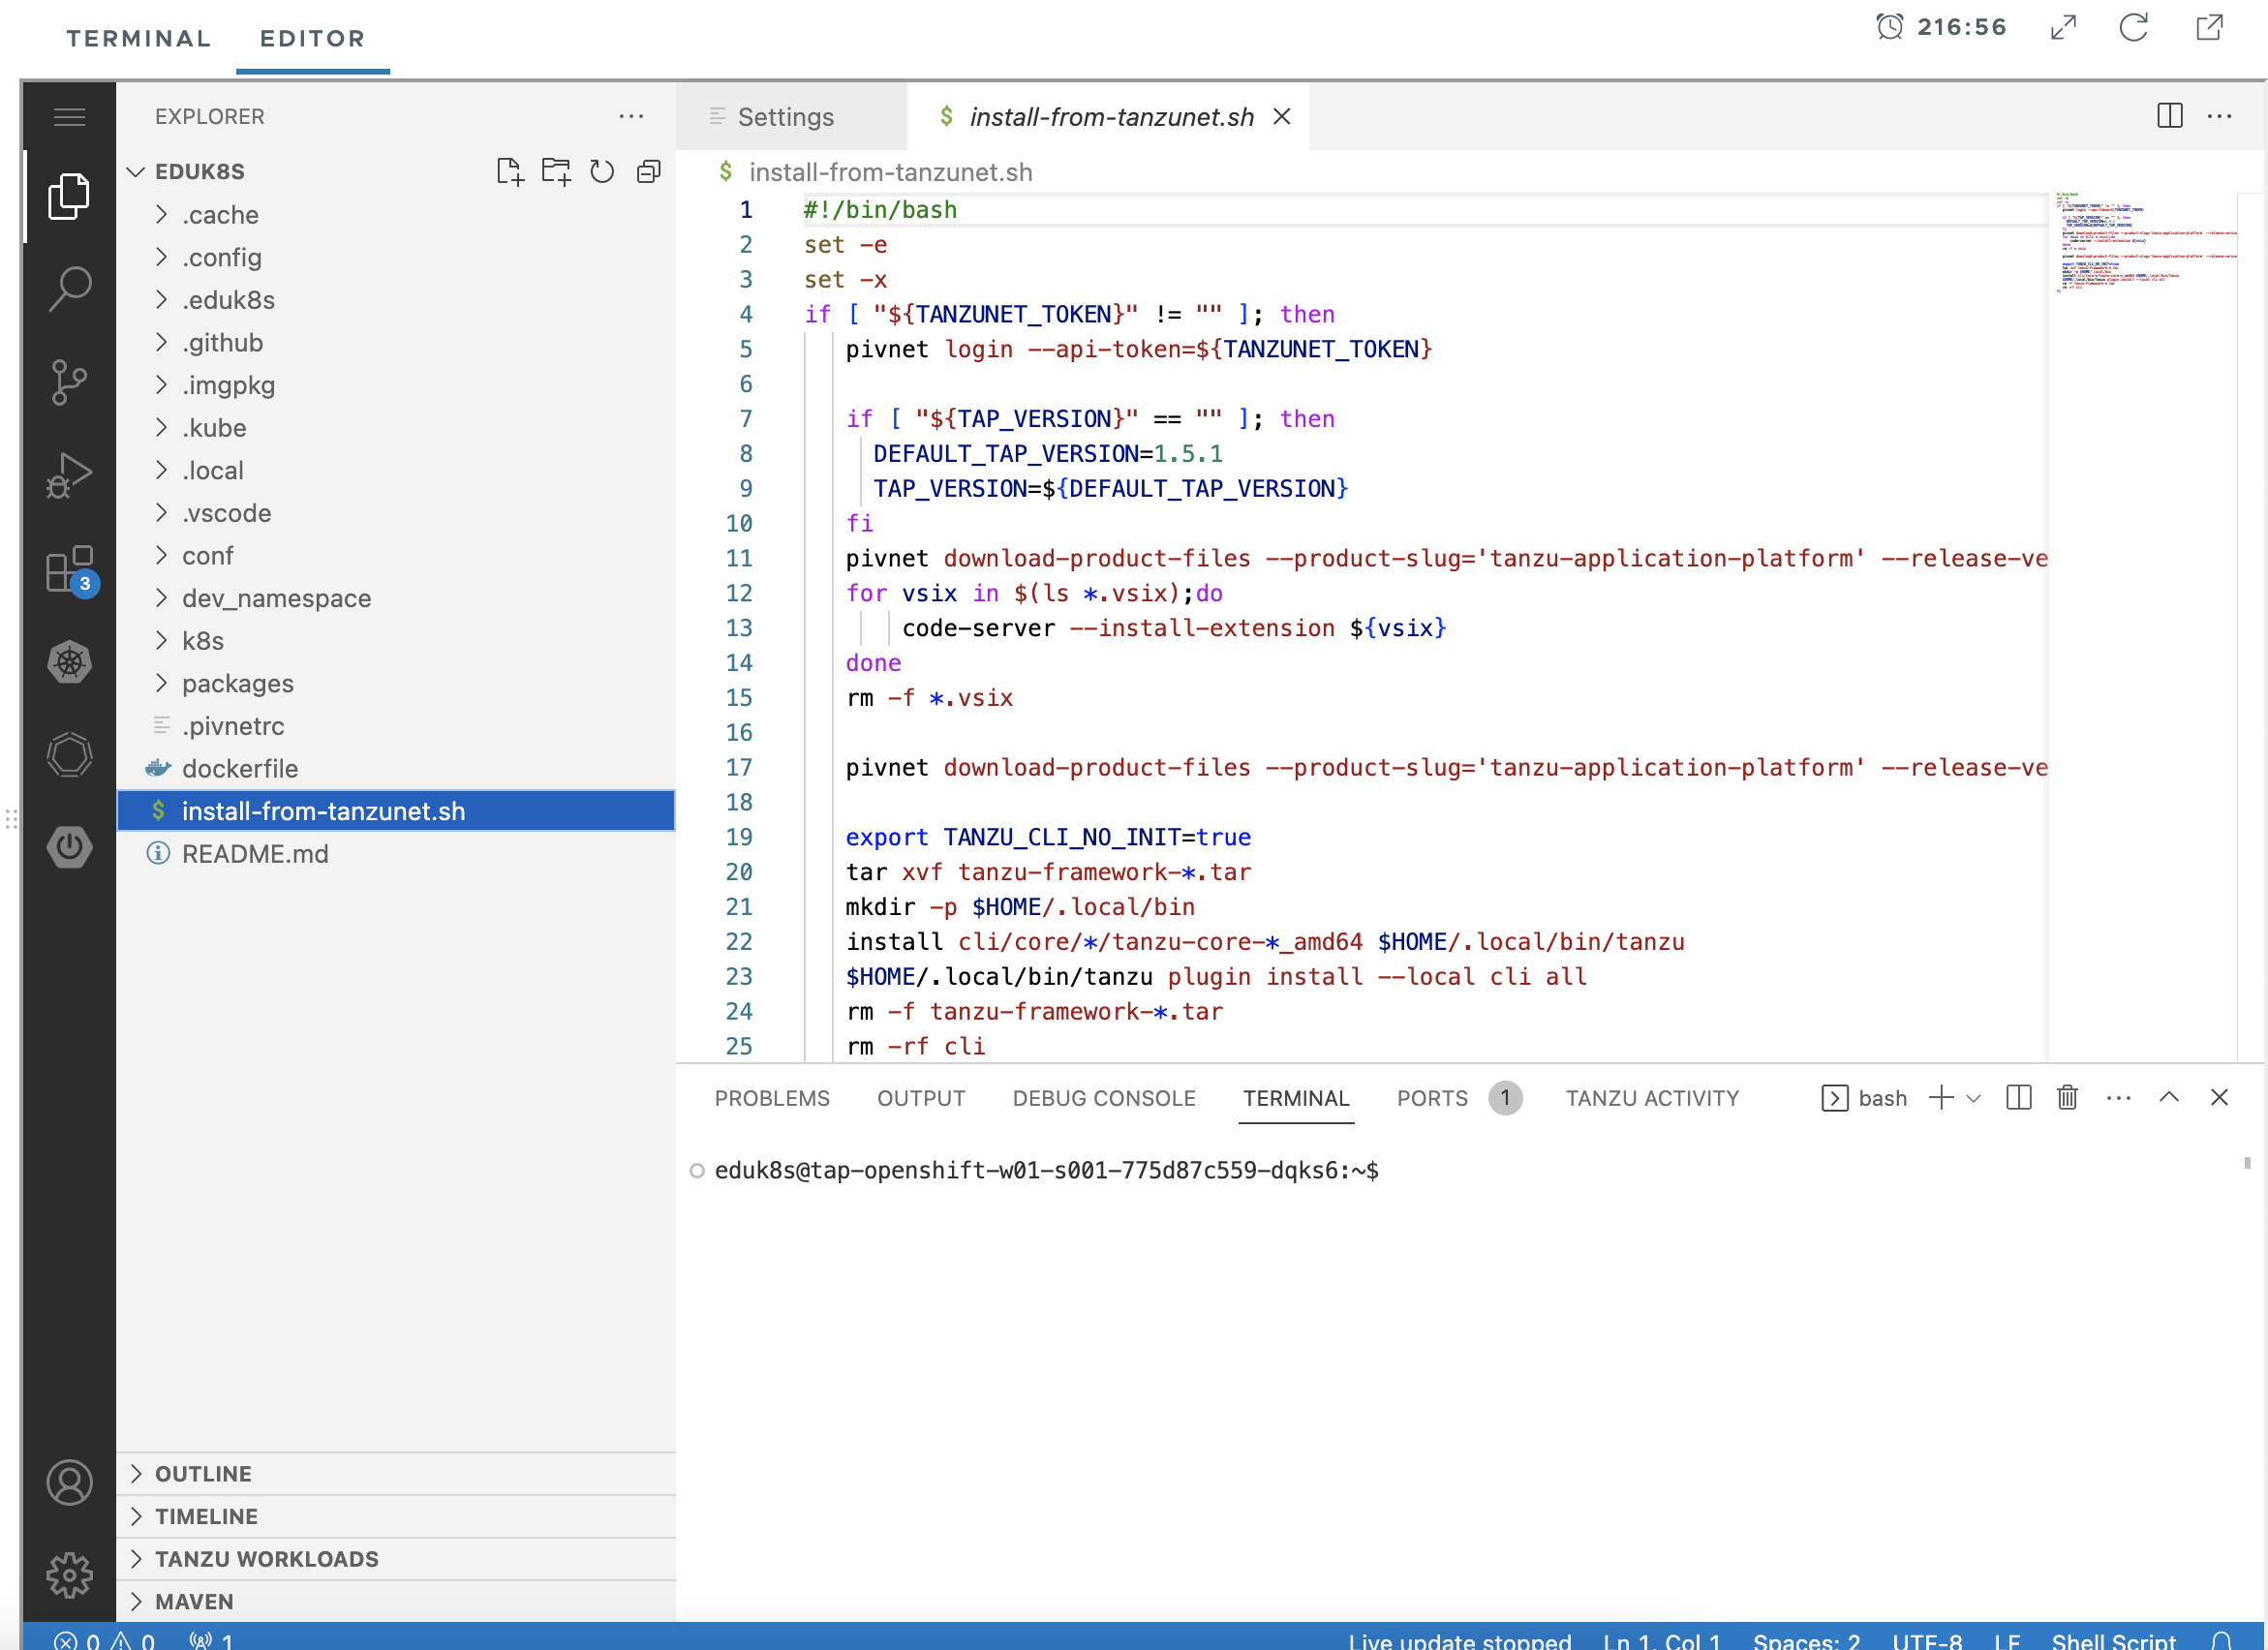 TERMINAL EDITOR 216:56
EXPLORER
Settings
install-from-tanzunet.sh
EDUK8S
.cache
.config
.eduk8s
.github
.imgpkg
.kube
.local
.vscode
conf
dev_namespace
k8s
packages
.pivnetrc
dockerfile
$ install-from-tanzunet.sh
README.md
OUTLINE
TIMELINE
TANZU WORKLOADS
MAVEN
3
$ install-from-tanzunet.sh
1 #!/bin/bash
2 set -e
3 set -x
4 if [ "${TANZUNET_TOKEN}" != "" ]; then
5 pivnet login --api-token=${TANZUNET_TOKEN}
6
7 if [ "${TAP_VERSION}" == "" ]; then
8 DEFAULT_TAP_VERSION=1.5.1
9 TAP_VERSION=${DEFAULT_TAP_VERSION}
10 fi
11 pivnet download-product-files --product-slug='tanzu-application-platform' --release-ve
12 for vsix in $(ls *.vsix);do
13 code-server --install-extension ${vsix}
14 done
15 rm -f *.vsix
16
17 pivnet download-product-files --product-slug='tanzu-application-platform' --release-ve
18
19 export TANZU_CLI_NO_INIT=true
20 tar xvf tanzu-framework-*.tar
21 mkdir -p $HOME/.local/bin
22 install cli/core/*/tanzu-core-*_amd64 $HOME/.local/bin/tanzu
23 $HOME/.local/bin/tanzu plugin install --local cli all
24 rm -f tanzu-framework-*.tar
25 rm -rf cli
PROBLEMS OUTPUT DEBUG CONSOLE TERMINAL PORTS 1 TANZU ACTIVITY bash
eduk8s@tap-openshift-w01-s001-775d87c559-dqks6:~$
0 0 1 Live update stopped Ln 1, Col 1 Spaces: 2 UTF-8 LF Shell Script